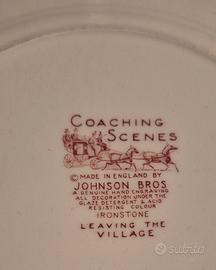 COACHING
SCENES
©MADE IN ENGLAND BY
JOHNSON BROS
A GENUINE HAND ENGRAVING
ALL DECORATION UNDER THE
GLAZE DETERGENT & ACID
RESISTING COLOUR
IRONSTONE
LEAVING THE
VILLAGE
subito